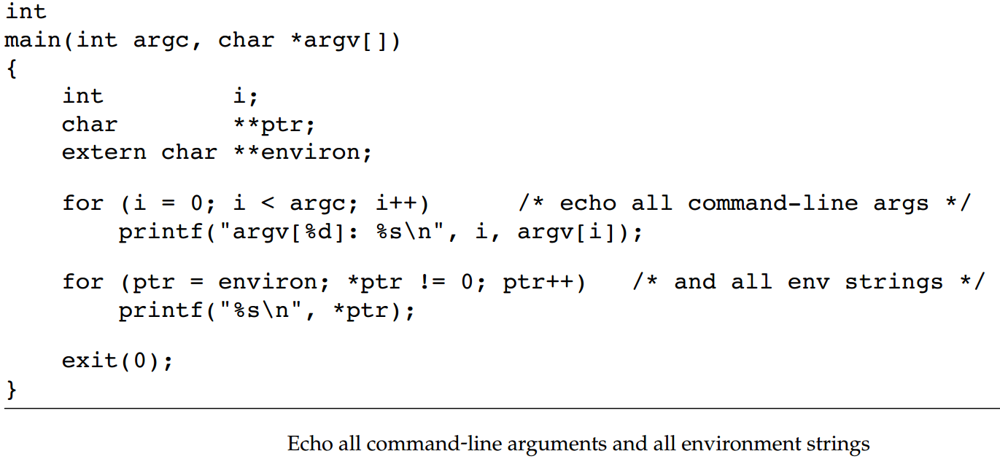 int
main(int argc, char *argv[])
{
    int         i;
    char        **ptr;
    extern char **environ;
    for (i = 0; i < argc; i++)      /* echo all command-line args */
        printf("argv[%d]: %s\n", i, argv[i]);
    for (ptr = environ; *ptr != 0; ptr++)   /* and all env strings */
        printf("%s\n", *ptr);
    exit(0);
}
Echo all command-line arguments and all environment strings